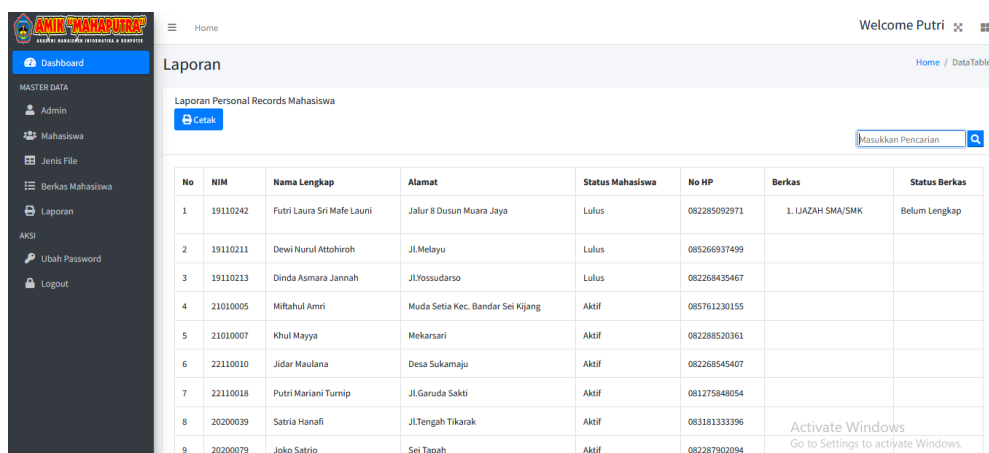 AMIK "MAHAPUTRA"
AKADEMI MANAJEMEN INFORMATIKA & KOMPUTER
Home
Welcome Putri
Dashboard
MASTER DATA
Admin
Mahasiswa
Jenis File
Berkas Mahasiswa
Laporan
AKSI
Ubah Password
Logout
Laporan
Home / DataTable
Laporan Personal Records Mahasiswa
Cetak
Masukkan Pencarian
No NIM Nama Lengkap Alamat Status Mahasiswa No HP Berkas Status Berkas
1 19110242 Futri Laura Sri Mafe Launi Jalur 8 Dusun Muara Jaya Lulus 082285092971 1. IJAZAH SMA/SMK Belum Lengkap
2 19110211 Dewi Nurul Attohiroh Jl.Melayu Lulus 085266937499
3 19110213 Dinda Asmara Jannah Jl.Yossudarso Lulus 082268435467
4 21010005 Miftahul Amri Muda Setia Kec. Bandar Sei Kijang Aktif 085761230155
5 21010007 Khul Mayya Mekarsari Aktif 082288520361
6 22110010 Jidar Maulana Desa Sukamaju Aktif 082268545407
7 22110018 Putri Mariani Turnip Jl.Garuda Sakti Aktif 081275848054
8 20200039 Satria Hanafi Jl.Tengah Tikarak Aktif 083181333396
9 20200079 Joko Satrio Sei Tapah Aktif 082287902094
Activate Windows
Go to Settings to activate Windows.